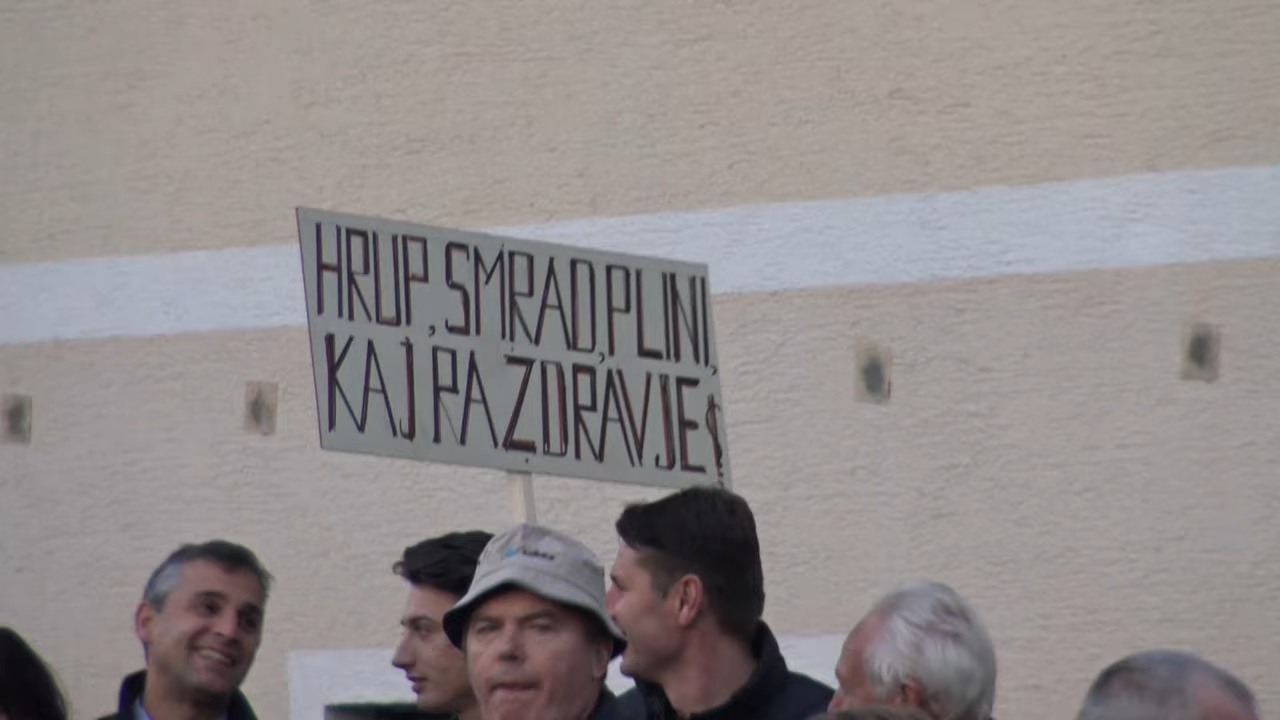 HRUP, SMRAD, PLINI,
KAJ PA ZDRAVJE?